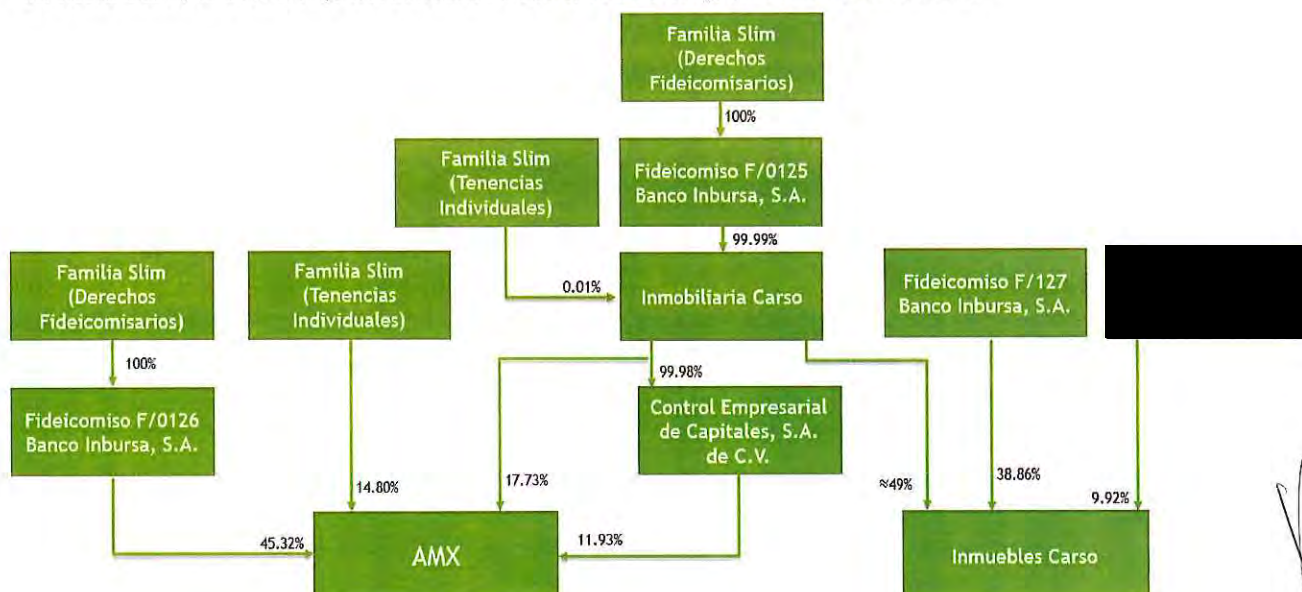 Familia Slim
(Derechos
Fideicomisarios)
100%
Familia Slim
(Tenencias
Individuales)
Fideicomiso F/0125
Banco Inbursa, S.A.
99.99%
0.01%
Inmobiliaria Carso
Familia Slim
(Derechos
Fideicomisarios)
Familia Slim
(Tenencias
Individuales)
Fideicomiso F/127
Banco Inbursa, S.A.
100%
99.98%
Fideicomiso F/0126
Banco Inbursa, S.A.
Control Empresarial
de Capitales, S.A.
de C.V.
14.80%
17.73%
≈49%
38.86%
9.92%
45.32%
AMX
11.93%
Inmuebles Carso